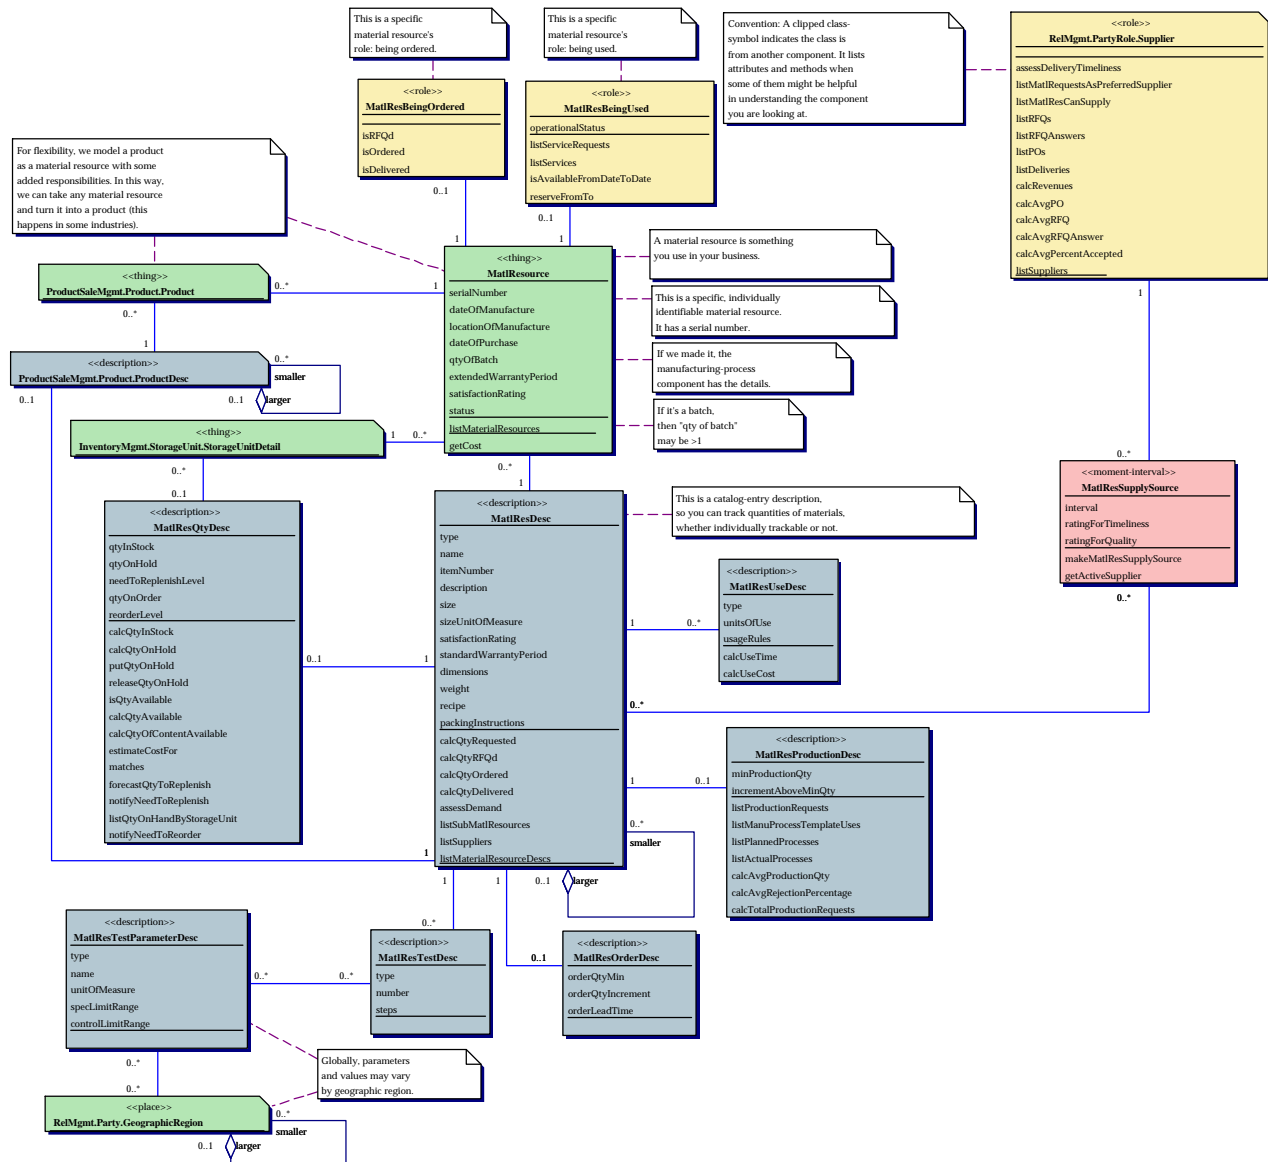 This is a specific
material resource's
role: being ordered.
This is a specific
material resource's
role: being used.
Convention: A clipped class-
symbol indicates the class is
from another component. It lists
attributes and methods when
some of them might be helpful
in understanding the component
you are looking at.
<<role>>
RelMgmt.PartyRole.Supplier
assessDeliveryTimeliness
listMatlRequestsAsPreferredSupplier
listMatlResCanSupply
listRFQs
listRFQAnswers
listPOs
listDeliveries
calcRevenues
calcAvgPO
calcAvgRFQ
calcAvgRFQAnswer
calcAvgPercentAccepted
listSuppliers
1
<<role>>
MatlResBeingOrdered
isRFQd
isOrdered
isDelivered
0..1
1
<<role>>
MatlResBeingUsed
operationalStatus
listServiceRequests
listServices
isAvailableFromDateToDate
reserveFromTo
0..1
1
For flexibility, we model a product
as a material resource with some
added responsibilities. In this way,
we can take any material resource
and turn it into a product (this
happens in some industries).
<<thing>>
ProductSaleMgmt.Product.Product
0..*
1
0..*
1
<<description>>
ProductSaleMgmt.Product.ProductDesc
0..*
smaller
0..1
larger
0..1
<<thing>>
MatlResource
serialNumber
dateOfManufacture
locationOfManufacture
dateOfPurchase
qtyOfBatch
extendedWarrantyPeriod
satisfactionRating
status
listMaterialResources
getCost
A material resource is something
you use in your business.
This is a specific, individually
identifiable material resource.
It has a serial number.
If we made it, the
manufacturing-process
component has the details.
If it's a batch,
then "qty of batch"
may be >1
<<thing>>
InventoryMgmt.StorageUnit.StorageUnitDetail
1
0..*
0..*
0..1
0..*
1
<<description>>
MatlResQtyDesc
qtyInStock
qtyOnHold
needToReplenishLevel
qtyOnOrder
reorderLevel
calcQtyInStock
calcQtyOnHold
putQtyOnHold
releaseQtyOnHold
isQtyAvailable
calcQtyAvailable
calcQtyOfContentAvailable
estimateCostFor
matches
forecastQtyToReplenish
notifyNeedToReplenish
listQtyOnHandByStorageUnit
notifyNeedToReorder
0..1
1
<<description>>
MatlResDesc
type
name
itemNumber
description
size
sizeUnitOfMeasure
satisfactionRating
standardWarrantyPeriod
dimensions
weight
recipe
packingInstructions
calcQtyRequested
calcQtyRFQd
calcQtyOrdered
calcQtyDelivered
assessDemand
listSubMatlResources
listSuppliers
listMaterialResourceDescs
This is a catalog-entry description,
so you can track quantities of materials,
whether individually trackable or not.
0..*
<<moment-interval>>
MatlResSupplySource
interval
ratingForTimeliness
ratingForQuality
makeMatlResSupplySource
getActiveSupplier
0..*
<<description>>
MatlResUseDesc
type
unitsOfUse
usageRules
calcUseTime
calcUseCost
1
0..*
0..*
<<description>>
MatlResProductionDesc
minProductionQty
incrementAboveMinQty
listProductionRequests
listManuProcessTemplateUses
listPlannedProcesses
listActualProcesses
calcAvgProductionQty
calcAvgRejectionPercentage
calcTotalProductionRequests
1
0..1
0..*
smaller
0..1
larger
1
1
1
0..*
0..1
<<description>>
MatlResTestParameterDesc
type
name
unitOfMeasure
specLimitRange
controlLimitRange
0..*
0..*
<<description>>
MatlResTestDesc
type
number
steps
<<description>>
MatlResOrderDesc
orderQtyMin
orderQtyIncrement
orderLeadTime
0..*
0..*
Globally, parameters
and values may vary
by geographic region.
<<place>>
RelMgmt.Party.GeographicRegion
0..*
smaller
0..1
larger